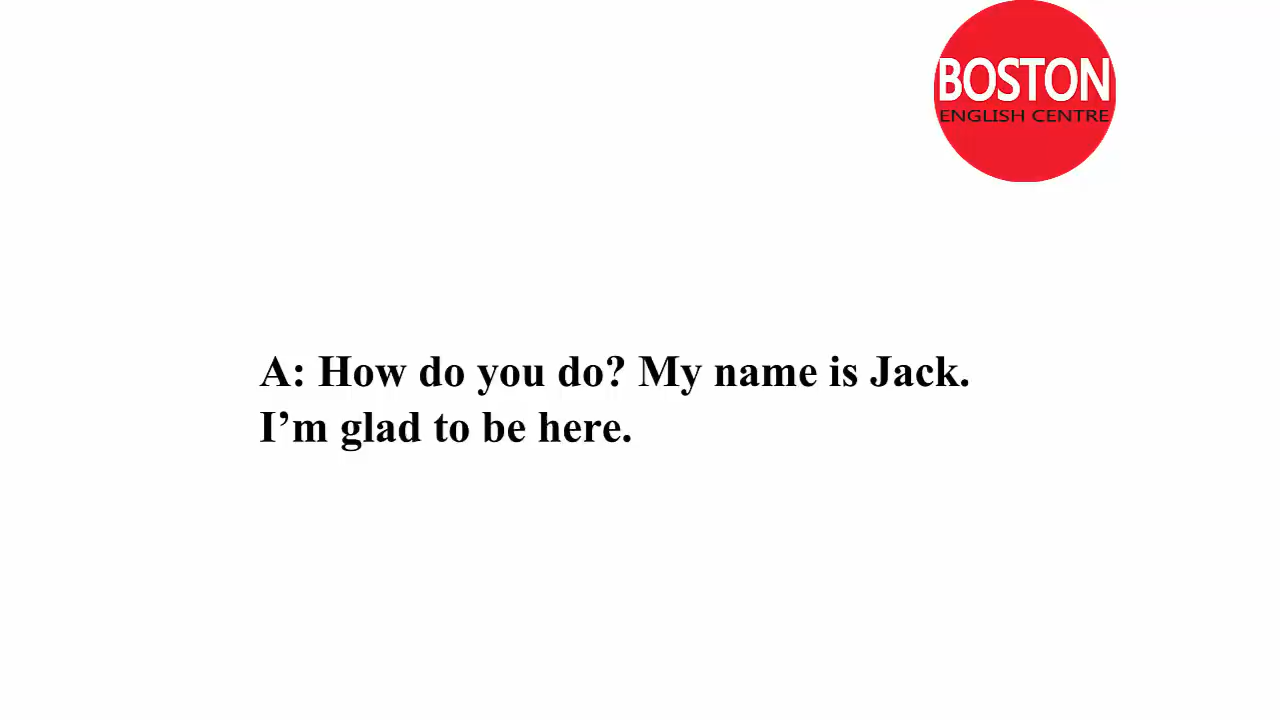 BOSTON
ENGLISH CENTRE
A: How do you do? My name is Jack.
I’m glad to be here.